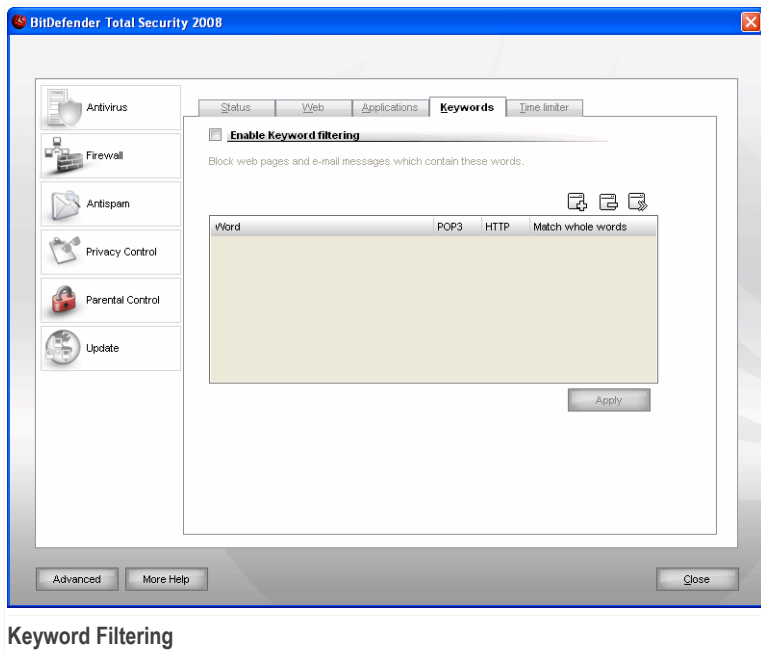 BitDefender Total Security 2008
Antivirus
Firewall
Antispam
Privacy Control
Parental Control
Update
Status Web Applications Keywords Time limiter
Enable Keyword filtering
Block web pages and e-mail messages which contain these words.
Word POP3 HTTP Match whole words
Apply
Advanced More Help Close
Keyword Filtering